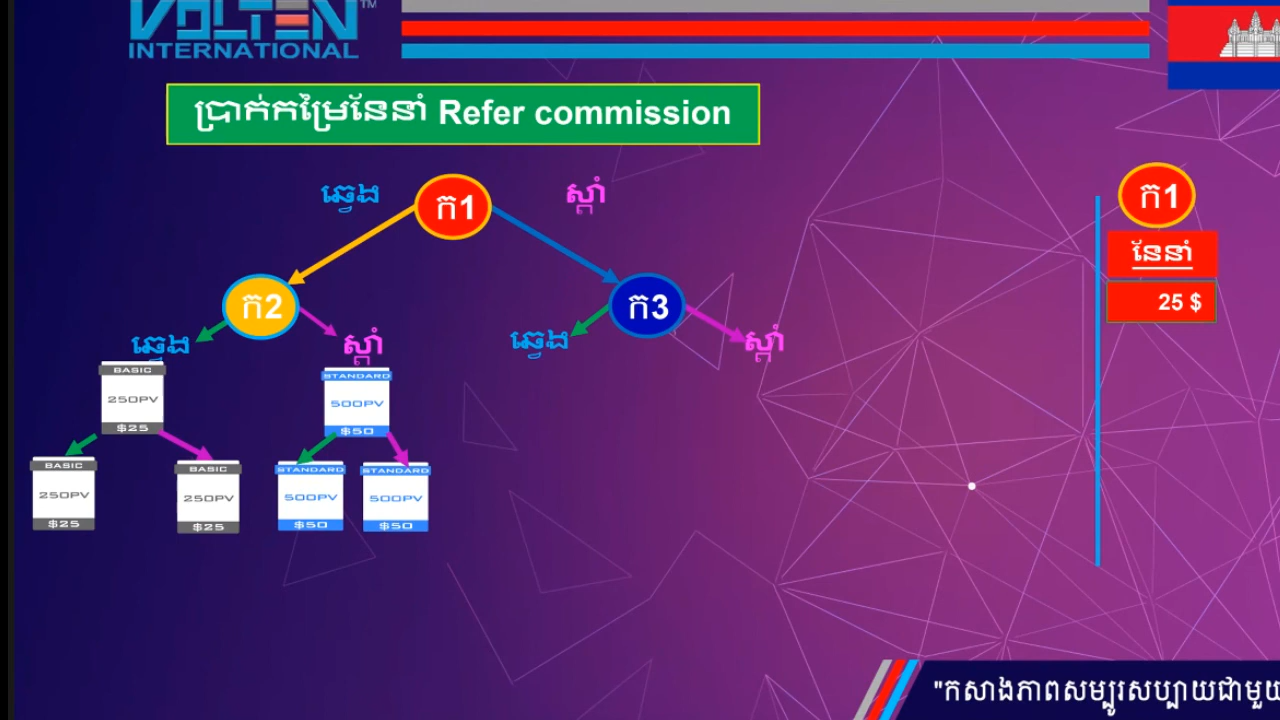 VOLTEN TM
INTERNATIONAL
ប្រាក់កម្រៃនែនាំ Refer commission
ឆ្វេង ក1 ស្តាំ
ក1
នែនាំ
25 $
ក2 ក3
ឆ្វេង ស្តាំ ឆ្វេង ស្តាំ
BASIC
250PV
$25
STANDARD
500PV
$50
BASIC
250PV
$25
BASIC
250PV
$25
STANDARD
500PV
$50
STANDARD
500PV
$50
"កសាងភាពសម្បូរសប្បាយជាមួយ